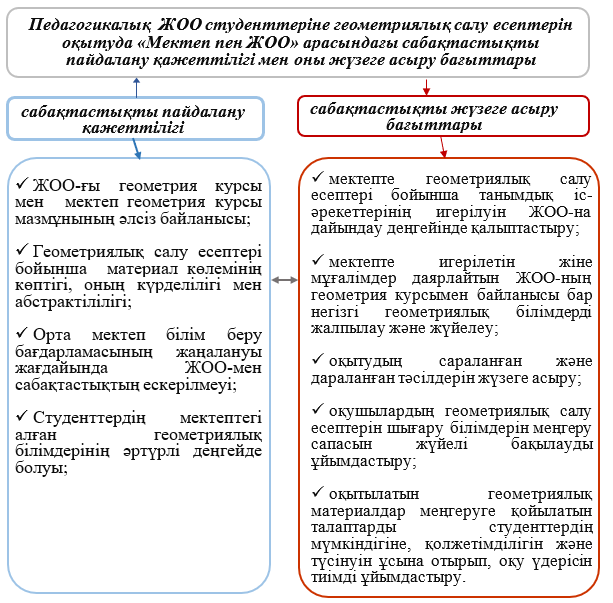 Педагогикалық ЖОО студенттеріне геометриялық салу есептерін
оқытуда «Мектеп пен ЖОО» арасындағы сабақтастықты
пайдалану қажеттілігі мен оны жүзеге асыру бағыттары
сабақтастықты пайдалану
қажеттілігі
✓ ЖОО-ғы геометрия курсы
мен мектеп геометрия курсы
мазмұнының әлсіз байланысы;
✓ Геометриялық салу есептері
бойынша материал көлемінің
көптігі, оның күрделілігі мен
абстрактілілігі;
✓ Орта мектеп білім беру
бағдарламасының жаңалануы
жағдайында ЖОО-мен
сабақтастықтың ескерілмеуі;
✓ Студенттердің мектептегі
алған геометриялық
білімдерінің әртүрлі деңгейде
болуы;
сабақтастықты жүзеге асыру
бағыттары
✓ мектепте геометриялық салу
есептері бойынша танымдық іс-
әрекеттерінің игерілуін ЖОО-на
дайындау деңгейінде қалыптастыру;
✓ мектепте игерілетін және
мұғалімдер даярлайтын ЖОО-ның
геометрия курсымен байланысы бар
негізгі геометриялық білімдерді
жалпылау және жүйелеу;
✓ оқытудың сараланған және
дараланған тәсілдерін жүзеге асыру;
✓ оқушылардың геометриялық салу
есептерін шығару білімдерін меңгеру
сапасын жүйелі бақылауды
ұйымдастыру;
✓ оқытылатын геометриялық
материалдар меңгеруге қойылатын
талаптарды студенттердің
мүмкіндігіне, қолжетімділігін және
түсінуін ұсына отырып, оқу үдерісін
тиімді ұйымдастыру.